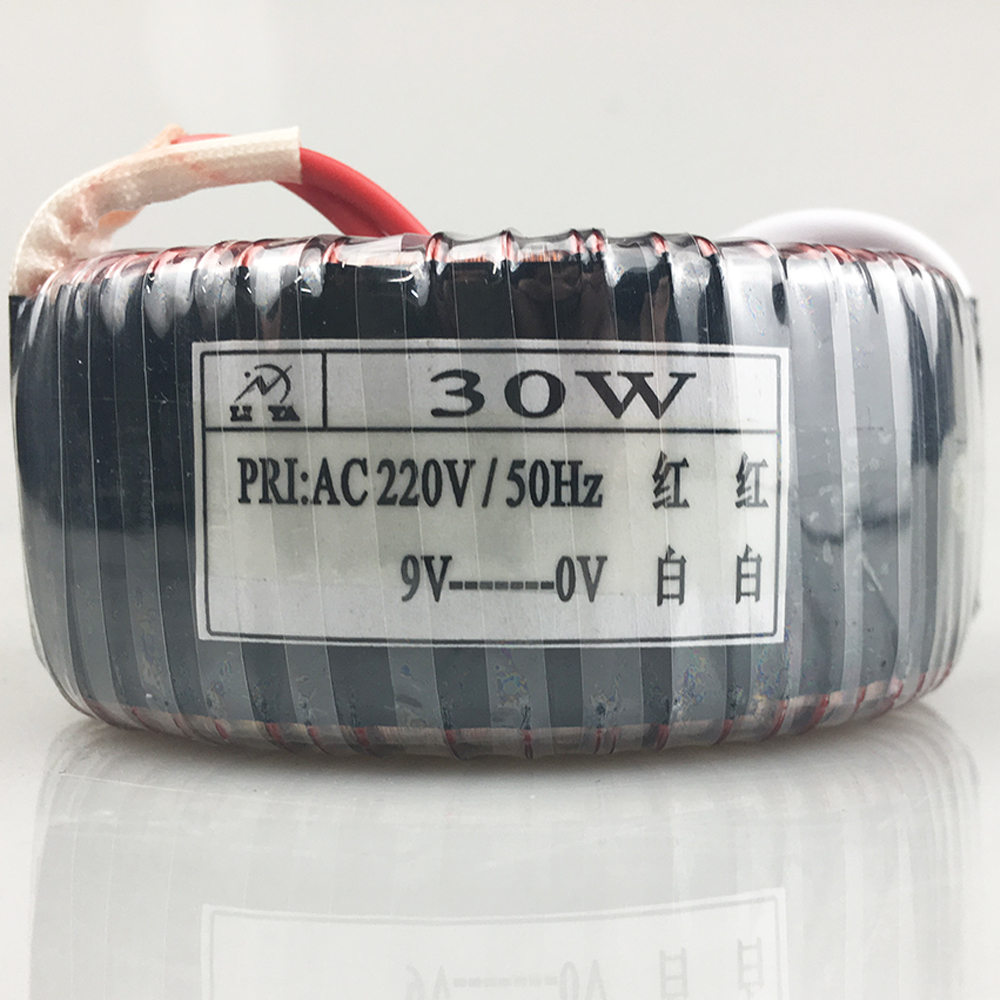 LI YA
30W
PRI:AC 220V / 50Hz 红 红
9V-------0V 白 白